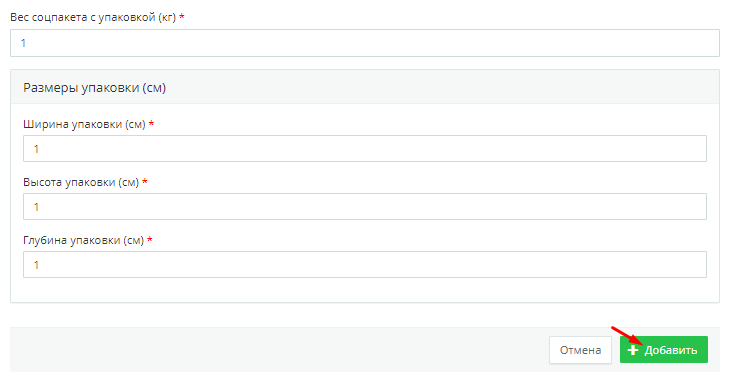 Вес соцпакета с упаковкой (кг) *
1
Размеры упаковки (см)
Ширина упаковки (см) *
1
Высота упаковки (см) *
1
Глубина упаковки (см) *
1
Отмена
Добавить